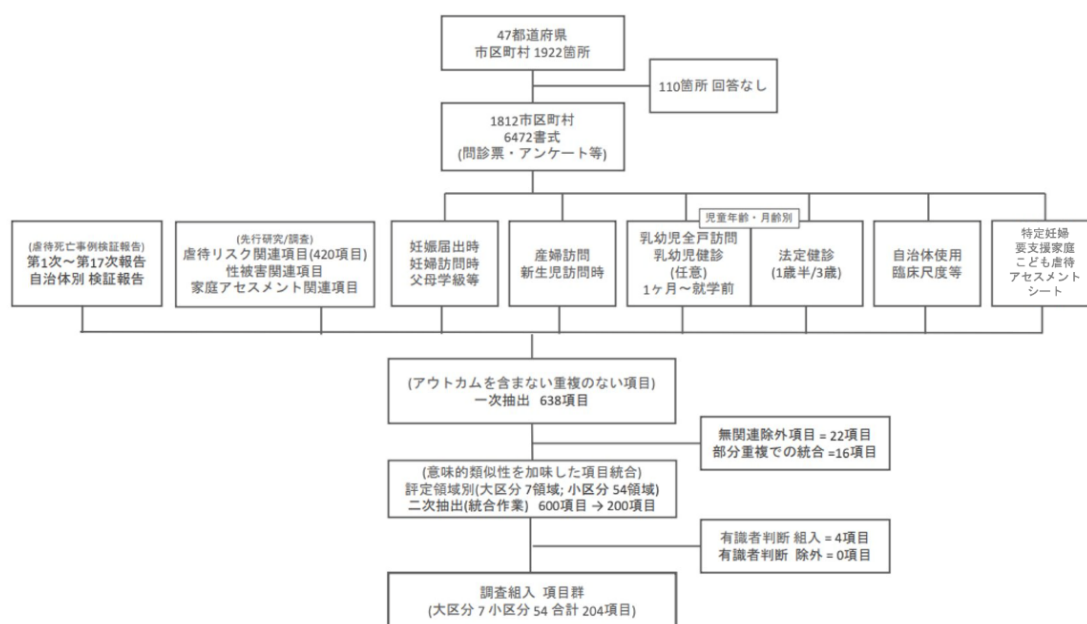 47都道府県
市区町村 1922箇所
110箇所 回答なし
1812市区町村
6472書式
(問診票・アンケート等)
児童年齢・月齢別
(虐待死亡事例検証報告)
第1次～第17次報告
自治体別 検証報告
(先行研究/調査)
虐待リスク関連項目(420項目)
性被害関連項目
家庭アセスメント関連項目
妊娠届出時
妊婦訪問時
父母学級等
産婦訪問
新生児訪問時
乳幼児全戸訪問
乳幼児健診
(任意)
1ヶ月～就学前
法定健診
(1歳半/3歳)
自治体使用
臨床尺度等
特定妊婦
要支援家庭
こども虐待
アセスメント
シート
(アウトカムを含まない重複のない項目)
一次抽出 638項目
無関連除外項目 = 22項目
部分重複での統合 =16項目
(意味的類似性を加味した項目統合)
評定領域別(大区分 7領域; 小区分 54領域)
二次抽出(統合作業) 600項目 → 200項目
有識者判断 組入 = 4項目
有識者判断 除外 = 0項目
調査組入 項目群
(大区分 7 小区分 54 合計 204項目)